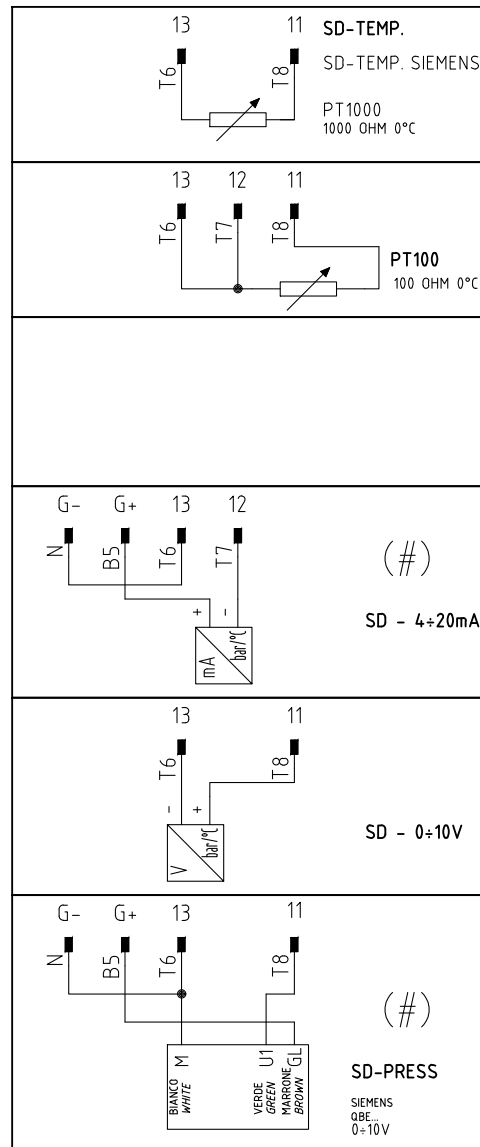 13 11 SD-TEMP.
T6 T8 SD-TEMP. SIEMENS
PT1000
1000 OHM 0°C
13 12 11
T6 T7 T8
PT100
100 OHM 0°C
G- G+ 13 12
N B5 T6 T7
(#)
+ -
mA bar/°C
SD - 4÷20mA
13 11
T6 T8
- +
V bar/°C
SD - 0÷10V
G- G+ 13 11
N B5 T6 T8
(#)
M U1 GL
BIANCO
WHITE
VERDE
GREEN
MARRONE
BROWN
SD-PRESS
SIEMENS
QBE...
0÷10V